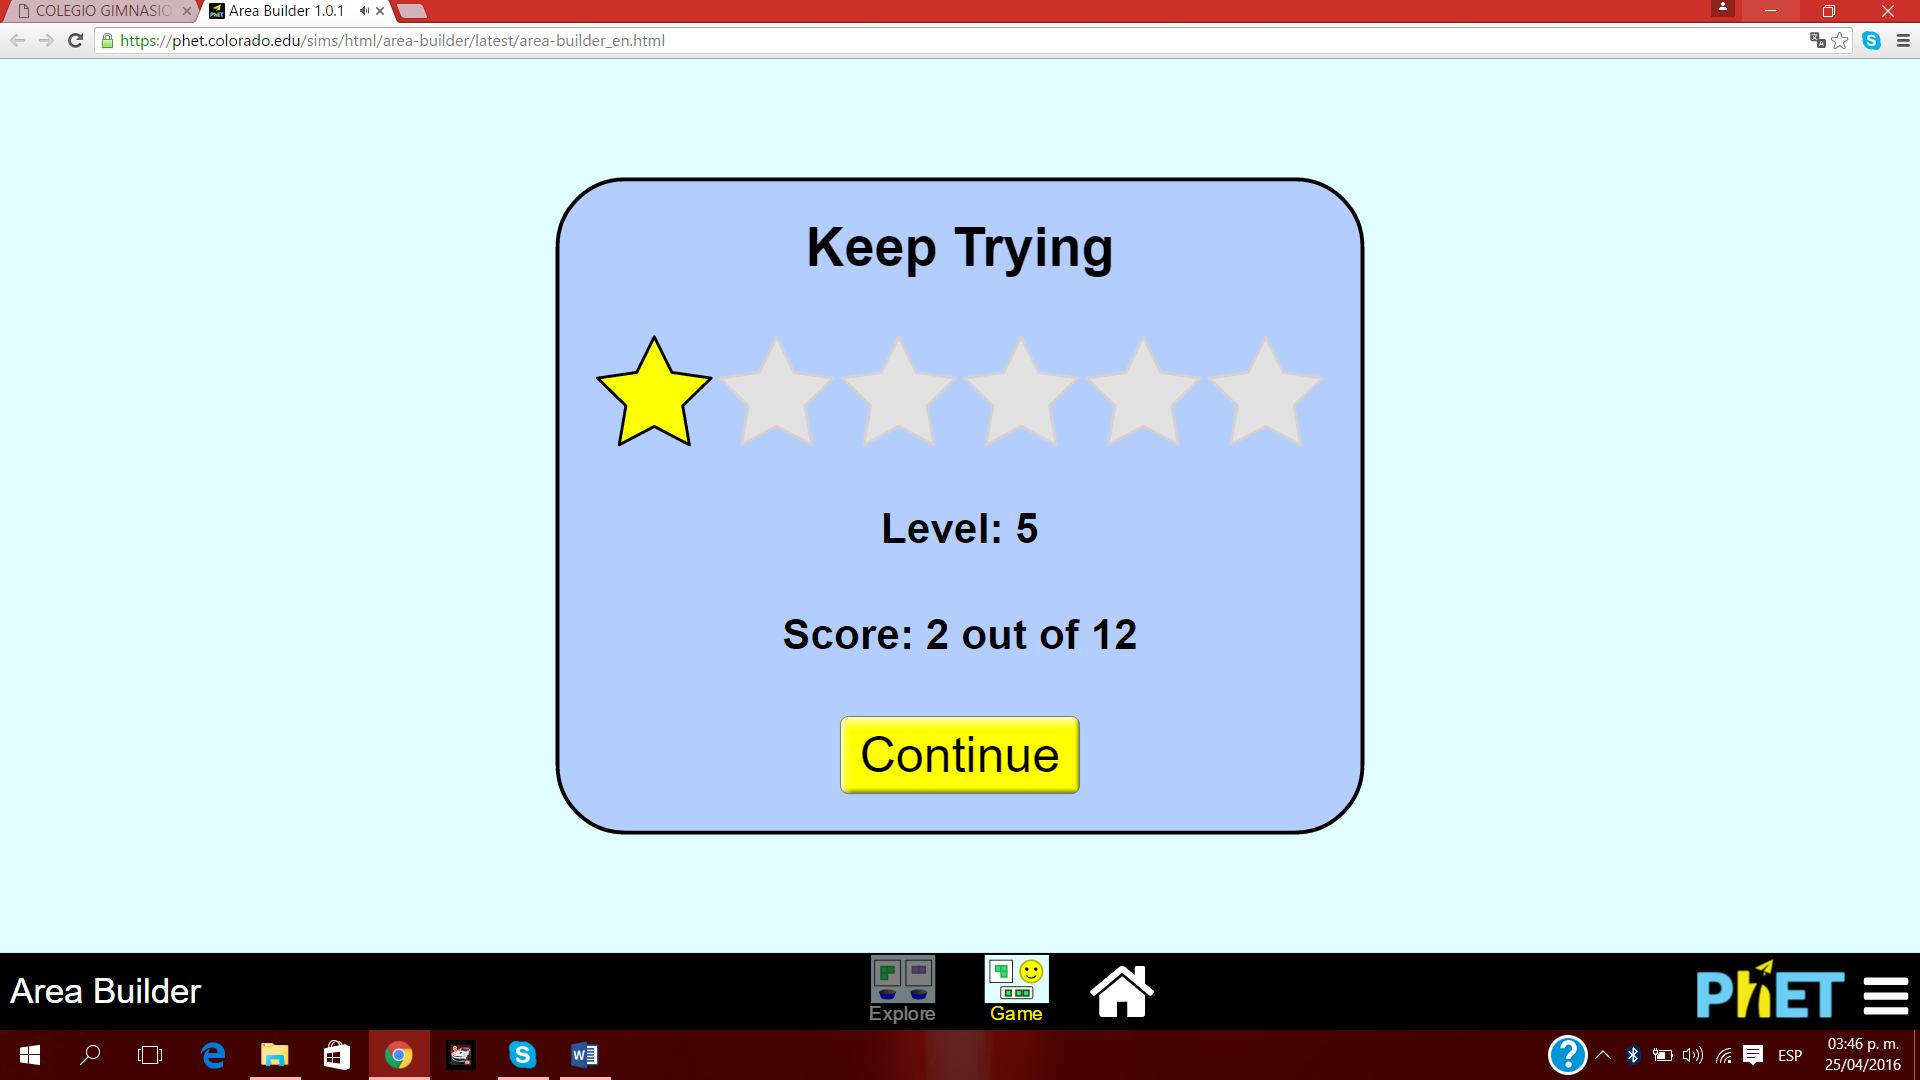 COLEGIO GIMNASIO
Area Builder 1.0.1
https://phet.colorado.edu/sims/html/area-builder/latest/area-builder_en.html
Keep Trying
Level: 5
Score: 2 out of 12
Continue
Area Builder
Explore
Game
PhET
ESP
03:46 p. m.
25/04/2016